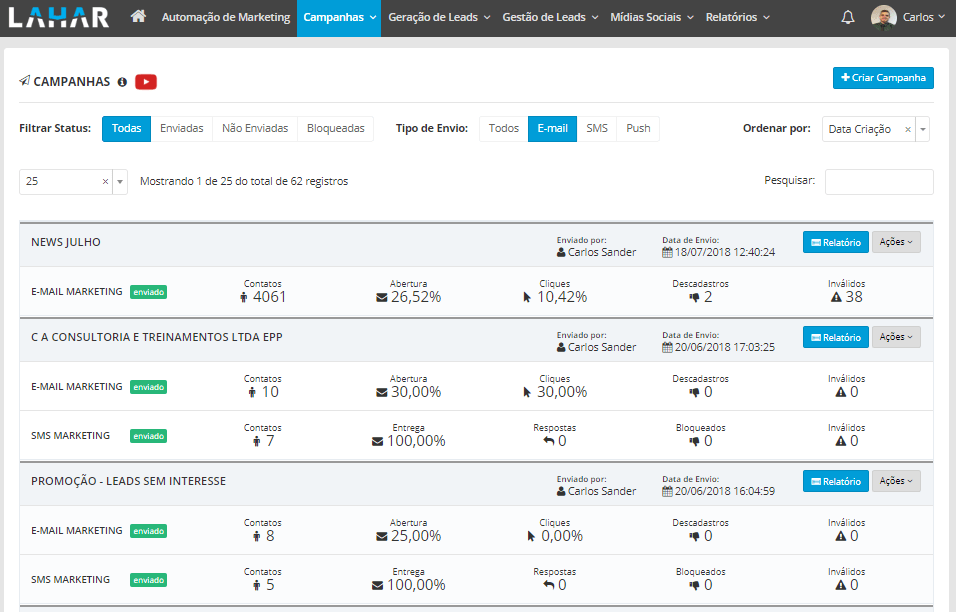 LAHAR Automação de Marketing Campanhas Geração de Leads Gestão de Leads Mídias Sociais Relatórios Carlos
CAMPANHAS
+ Criar Campanha
Filtrar Status: Todas Enviadas Não Enviadas Bloqueadas Tipo de Envio: Todos E-mail SMS Push Ordenar por: Data Criação ×
25 × Mostrando 1 de 25 do total de 62 registros Pesquisar:
NEWS JULHO Enviado por: Data de Envio: Relatório Ações
Carlos Sander 18/07/2018 12:40:24
Contatos Abertura Cliques Descadastros Inválidos
E-MAIL MARKETING enviado 4061 26,52% 10,42% 2 38
C A CONSULTORIA E TREINAMENTOS LTDA EPP Enviado por: Data de Envio: Relatório Ações
Carlos Sander 20/06/2018 17:03:25
Contatos Abertura Cliques Descadastros Inválidos
E-MAIL MARKETING enviado 10 30,00% 30,00% 0 0
Contatos Entrega Respostas Bloqueados Inválidos
SMS MARKETING enviado 7 100,00% 0 0 0
PROMOÇÃO - LEADS SEM INTERESSE Enviado por: Data de Envio: Relatório Ações
Carlos Sander 20/06/2018 16:04:59
Contatos Abertura Cliques Descadastros Inválidos
E-MAIL MARKETING enviado 8 25,00% 0,00% 0 0
Contatos Entrega Respostas Bloqueados Inválidos
SMS MARKETING enviado 5 100,00% 0 0 0